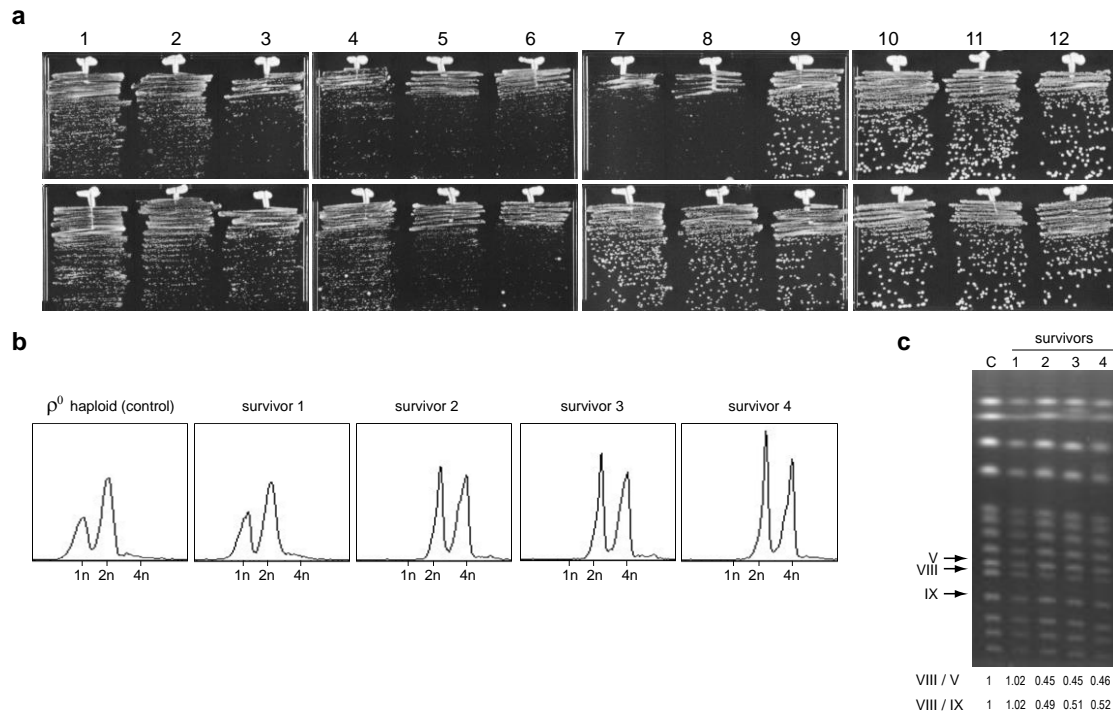 a
1 2 3 4 5 6 7 8 9 10 11 12
b
ρ0 haploid (control) survivor 1 survivor 2 survivor 3 survivor 4
1n 2n 4n 1n 2n 4n 1n 2n 4n 1n 2n 4n 1n 2n 4n
c
survivors
C 1 2 3 4
V
VIII
IX
VIII / V 1 1.02 0.45 0.45 0.46
VIII / IX 1 1.02 0.49 0.51 0.52